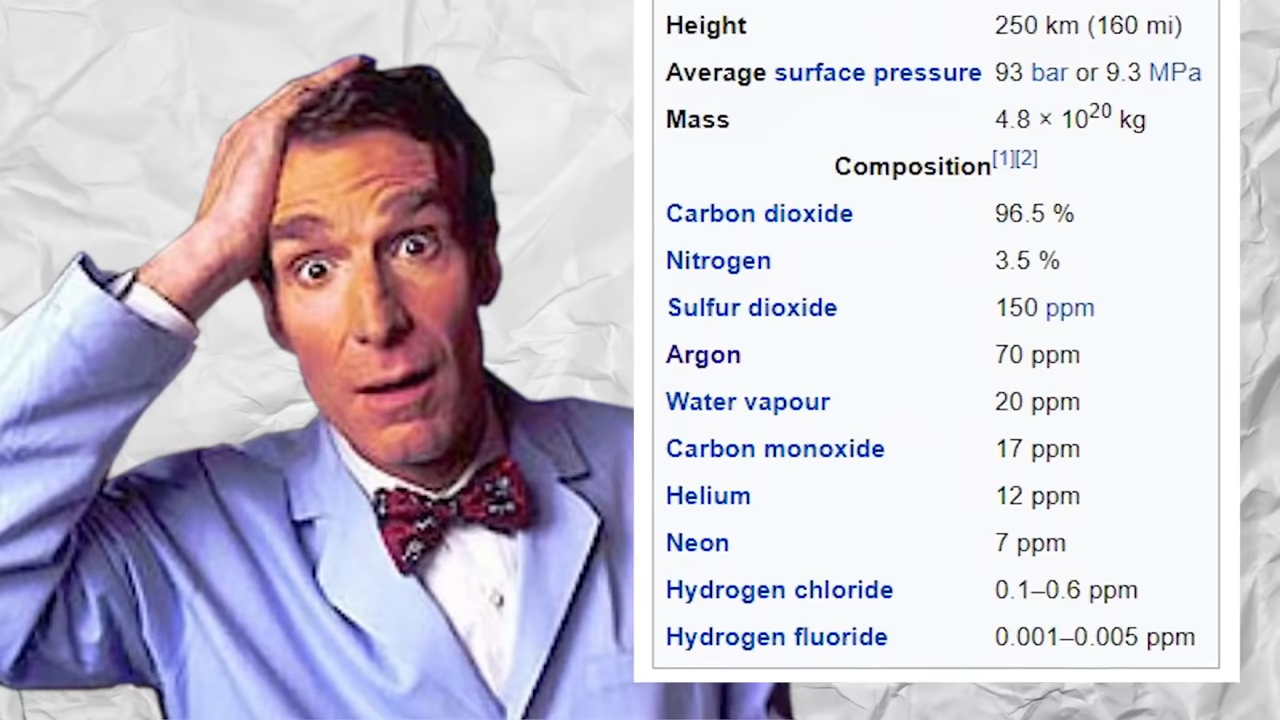 Height 250 km (160 mi)
Average surface pressure 93 bar or 9.3 MPa
Mass 4.8 × 10²⁰ kg
Composition[1][2]
Carbon dioxide 96.5 %
Nitrogen 3.5 %
Sulfur dioxide 150 ppm
Argon 70 ppm
Water vapour 20 ppm
Carbon monoxide 17 ppm
Helium 12 ppm
Neon 7 ppm
Hydrogen chloride 0.1–0.6 ppm
Hydrogen fluoride 0.001–0.005 ppm